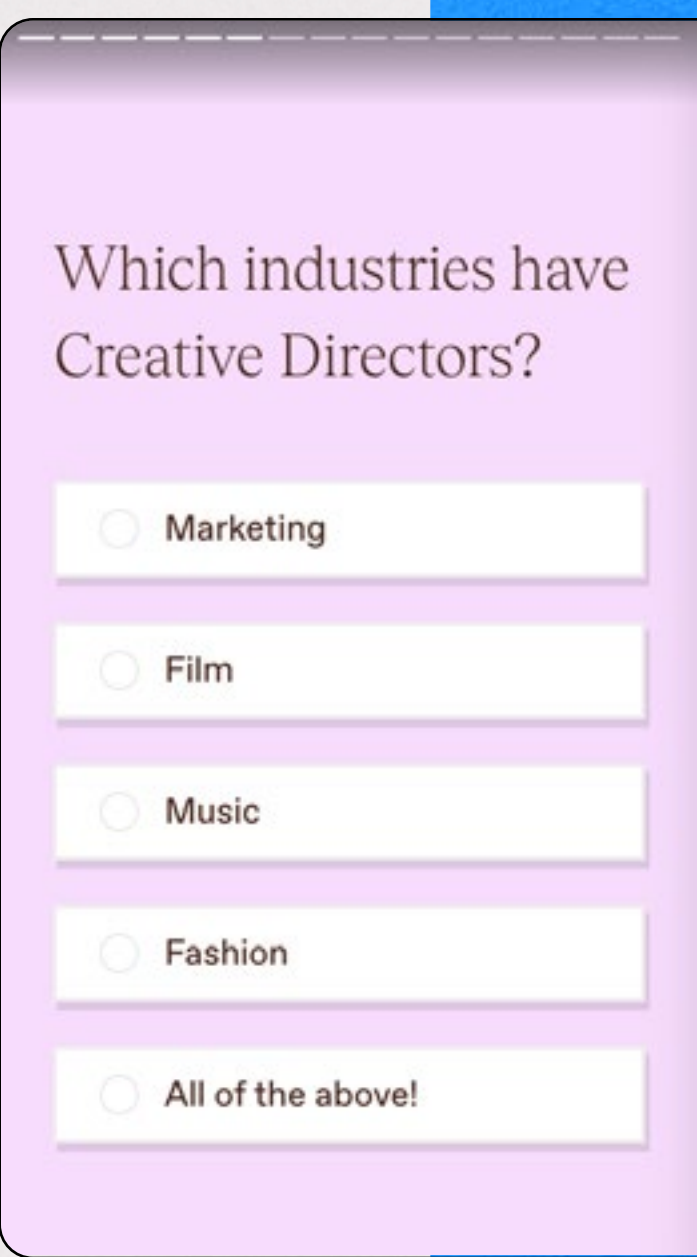 Which industries have
Creative Directors?
Marketing
Film
Music
Fashion
All of the above!